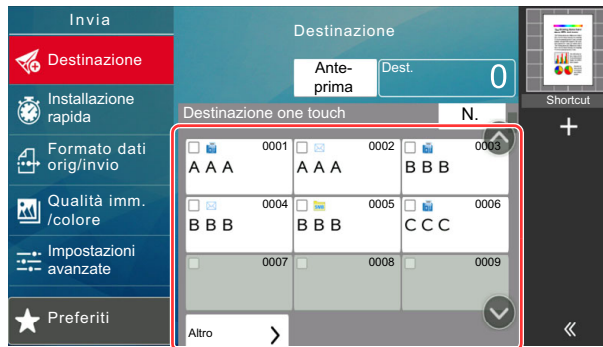 Invia
Destinazione
Installazione
rapida
Formato dati
orig/invio
Qualità imm.
/colore
Impostazioni
avanzate
Preferiti
Destinazione
Ante-
prima
Dest.
0
Destinazione one touch
N.
0001
A A A
0002
A A A
0003
B B B
0004
B B B
0005
B B B
0006
C C C
0007
0008
0009
Altro
Shortcut